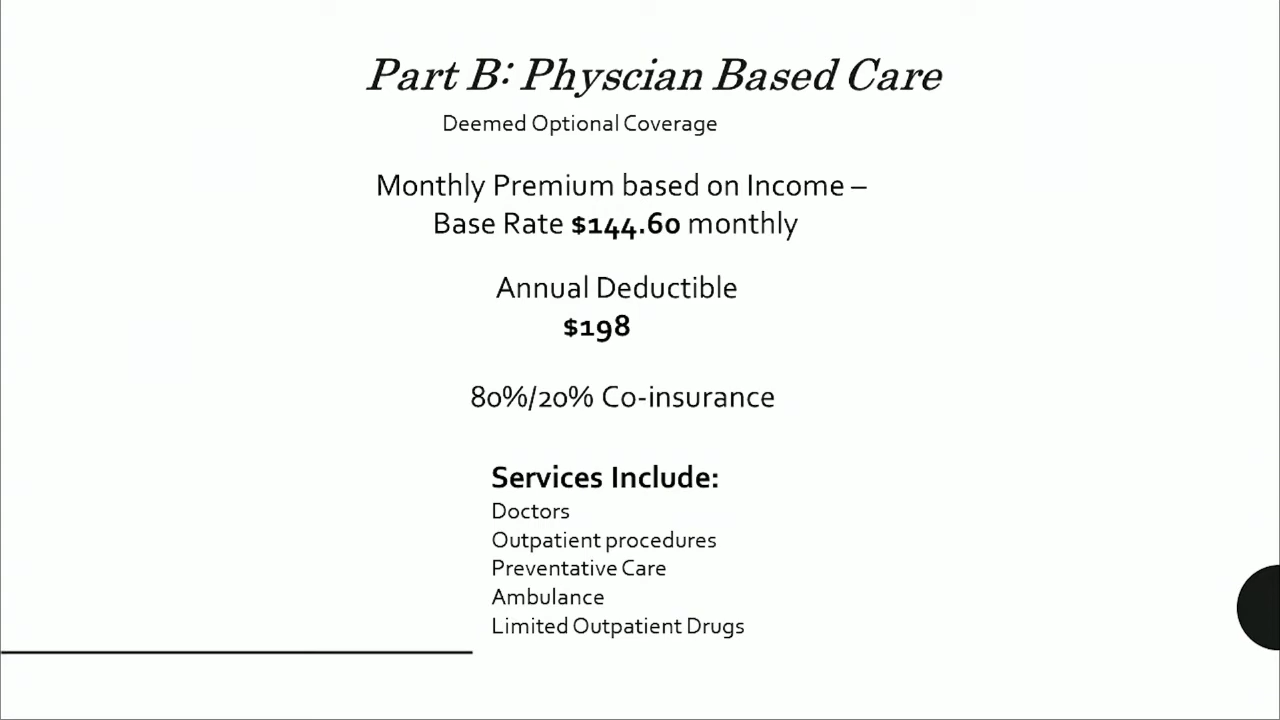 Part B: Physcian Based Care
Deemed Optional Coverage
Monthly Premium based on Income –
Base Rate $144.60 monthly
Annual Deductible
$198
80%/20% Co-insurance
Services Include:
Doctors
Outpatient procedures
Preventative Care
Ambulance
Limited Outpatient Drugs